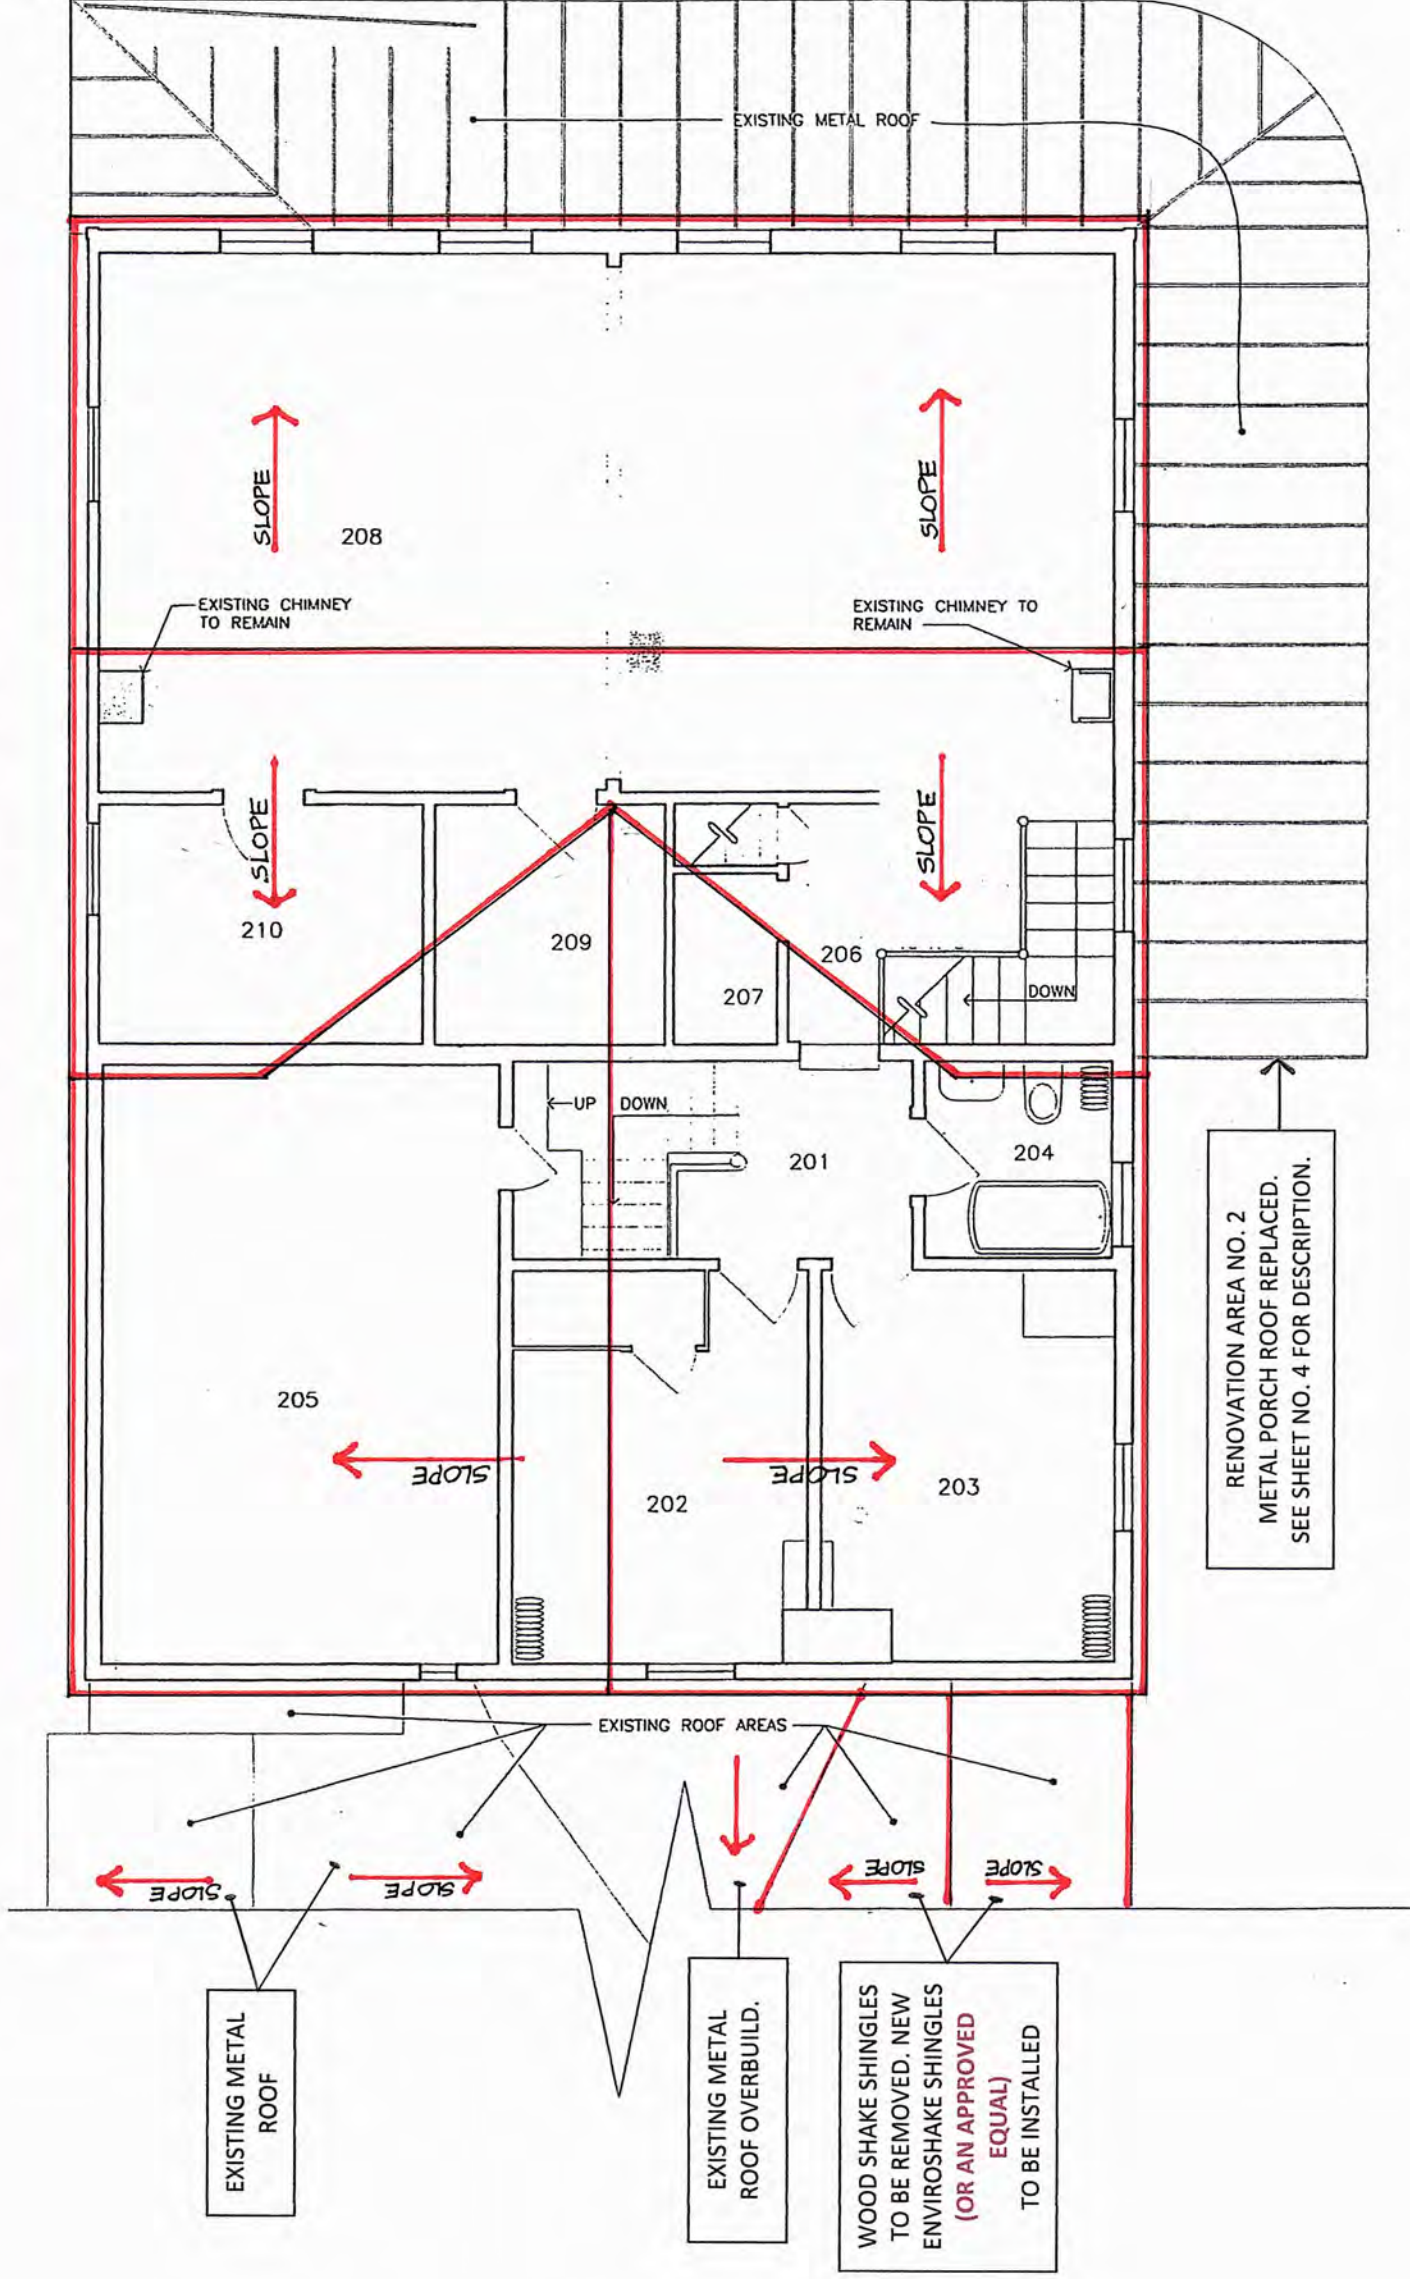 EXISTING METAL ROOF
SLOPE
SLOPE
208
EXISTING CHIMNEY
TO REMAIN
EXISTING CHIMNEY TO
REMAIN
SLOPE
SLOPE
210
209
206
207
DOWN
UP
DOWN
201
204
205
SLOPE
SLOPE
202
203
RENOVATION AREA NO. 2
METAL PORCH ROOF REPLACED.
SEE SHEET NO. 4 FOR DESCRIPTION.
EXISTING ROOF AREAS
SLOPE
SLOPE
SLOPE
SLOPE
EXISTING METAL
ROOF
EXISTING METAL
ROOF OVERBUILD.
WOOD SHAKE SHINGLES
TO BE REMOVED. NEW
ENVIROSHAKE SHINGLES
(OR AN APPROVED
EQUAL)
TO BE INSTALLED